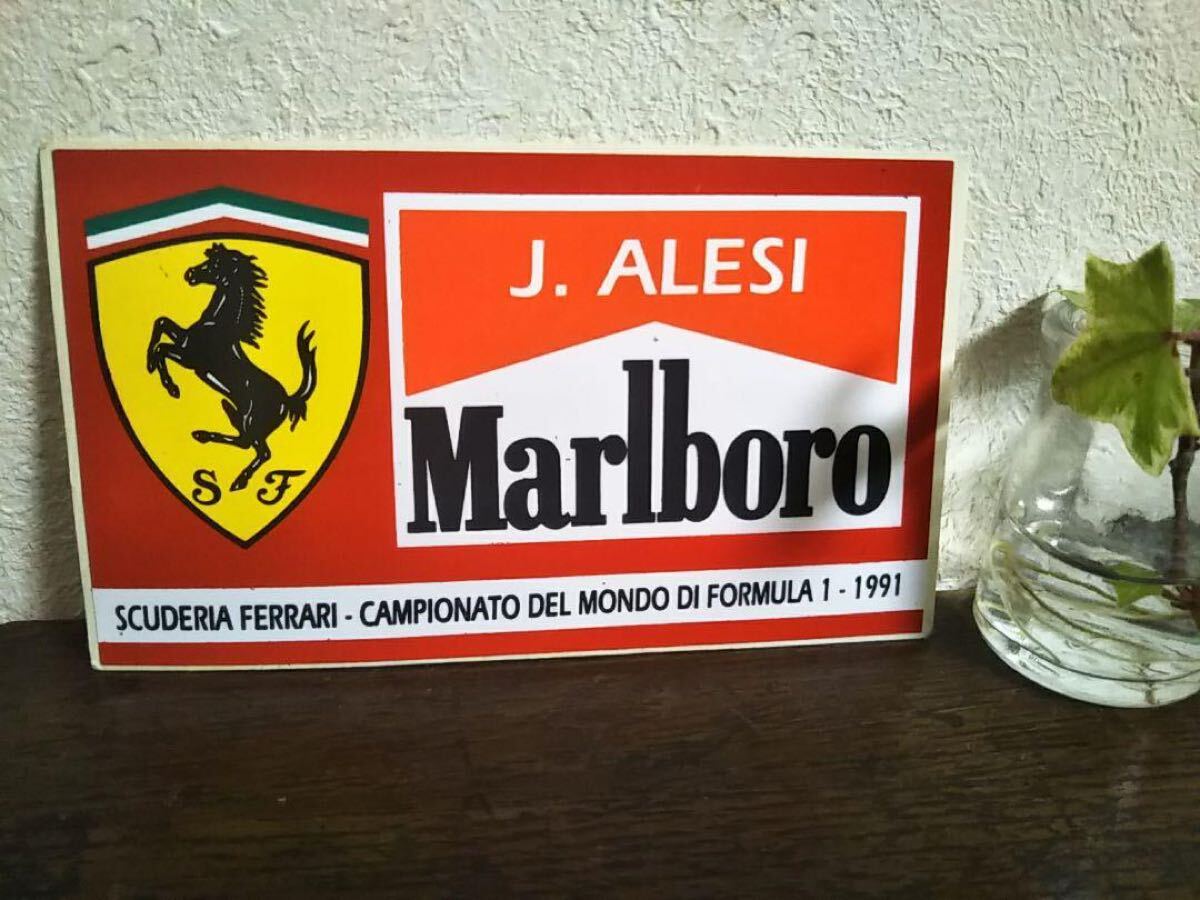 J. ALESI
Marlboro
S F
SCUDERIA FERRARI - CAMPIONATO DEL MONDO DI FORMULA 1 - 1991